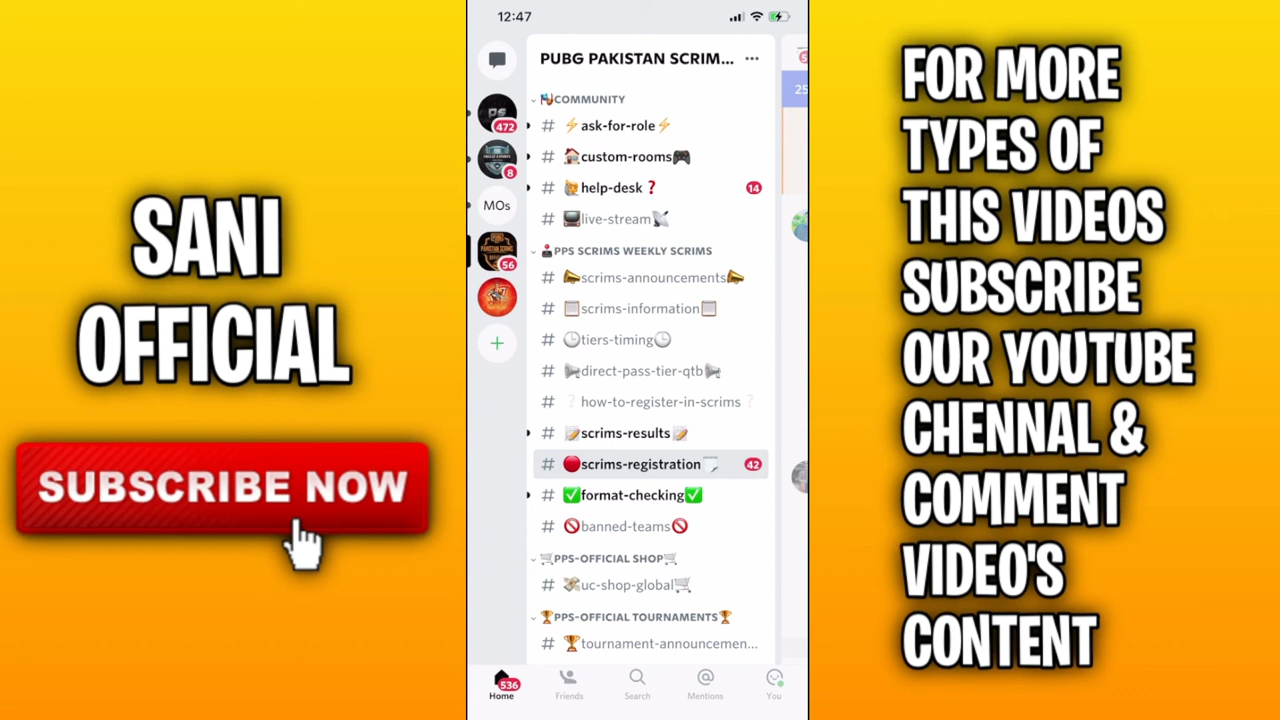 SANI
OFFICIAL
SUBSCRIBE NOW
12:47
472
8
MOs
56
PUBG PAKISTAN SCRIM...
COMMUNITY
# ⚡ask-for-role⚡
# custom-rooms🎮
# help-desk ❓ 14
# live-stream
PPS SCRIMS WEEKLY SCRIMS
# scrims-announcements
# scrims-information
# tiers-timing
# direct-pass-tier-qtb
# ❔how-to-register-in-scrims❔
# 📝scrims-results📝
# 🔴scrims-registration 42
# ✅format-checking✅
# 🚫banned-teams🚫
🛒PPS-OFFICIAL SHOP🛒
# 💸uc-shop-global🛒
🏆PPS-OFFICIAL TOURNAMENTS🏆
# 🏆tournament-announcemen...
25
536
Home
Friends
Search
Mentions
You
FOR MORE
TYPES OF
THIS VIDEOS
SUBSCRIBE
OUR YOUTUBE
CHENNAL &
COMMENT
VIDEO'S
CONTENT